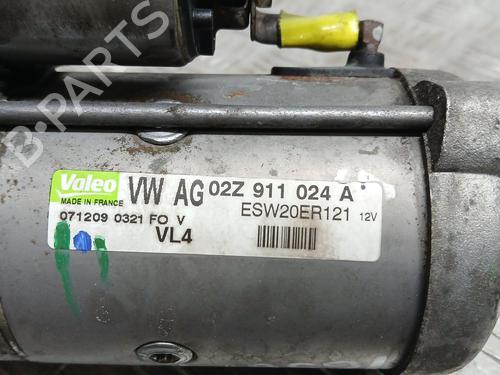 Valeo VW AG 02Z 911 024 A
MADE IN FRANCE ESW20ER121 12V
071209 0321 FO V
VL4
B-PARTS